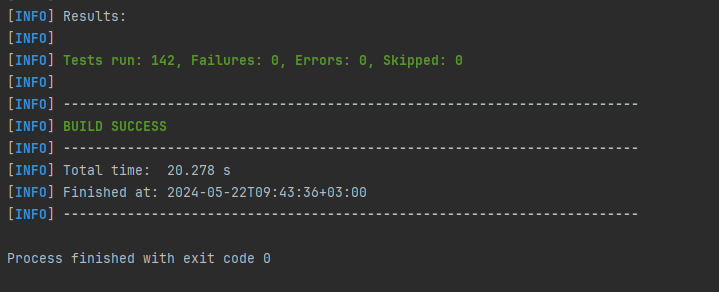 [INFO] Results:
[INFO]
[INFO] Tests run: 142, Failures: 0, Errors: 0, Skipped: 0
[INFO]
[INFO] ------------------------------------------------------------------------
[INFO] BUILD SUCCESS
[INFO] ------------------------------------------------------------------------
[INFO] Total time:  20.278 s
[INFO] Finished at: 2024-05-22T09:43:36+03:00
[INFO] ------------------------------------------------------------------------
Process finished with exit code 0